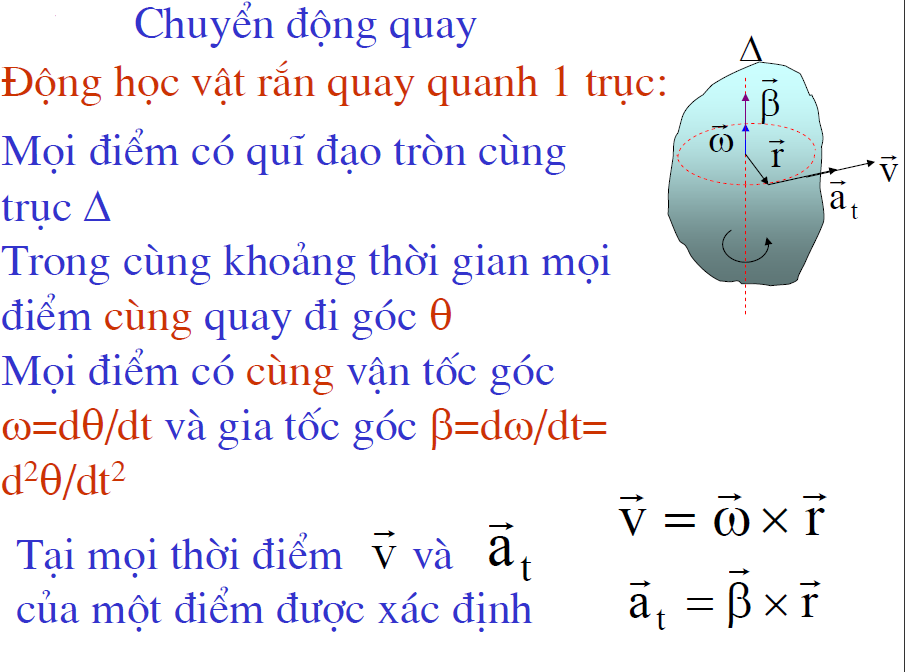 Chuyển động quay
Động học vật rắn quay quanh 1 trục:
Mọi điểm có quĩ đạo tròn cùng
trục Δ
Trong cùng khoảng thời gian mọi
điểm cùng quay đi góc θ
Mọi điểm có cùng vận tốc góc
ω=dθ/dt và gia tốc góc β=dω/dt=
d²θ/dt²
Tại mọi thời điểm v⃗ và a⃗ₜ
của một điểm được xác định
Δ
β⃗
ω⃗
r⃗
v⃗
a⃗ₜ
v⃗ = ω⃗ × r⃗
a⃗ₜ = β⃗ × r⃗